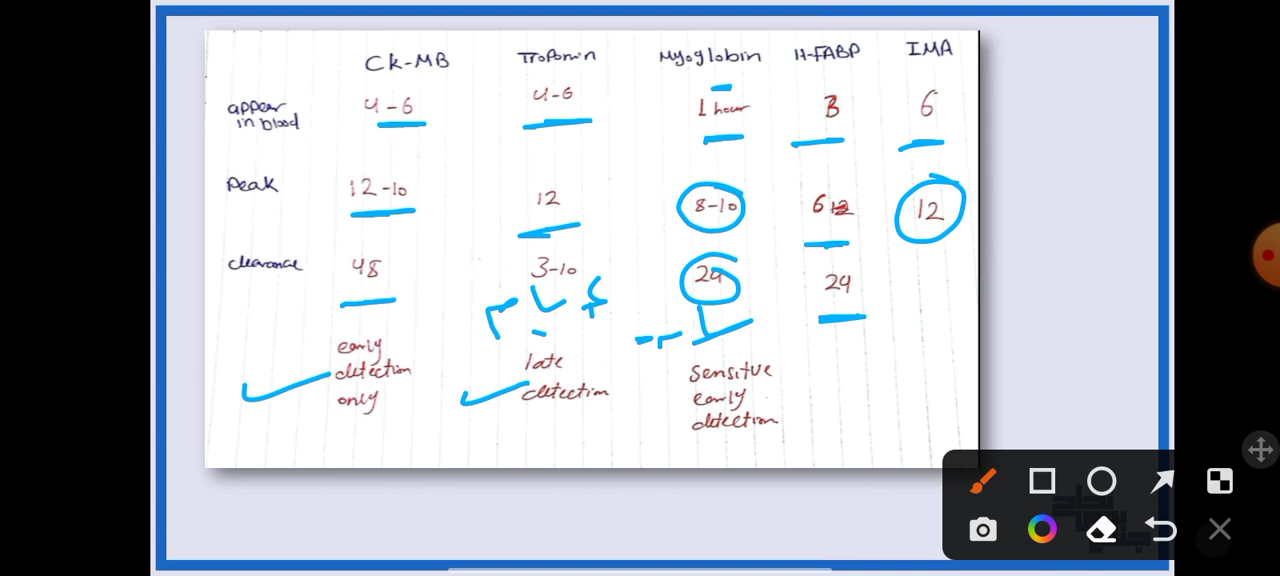 CK-MB Troponin Myoglobin H-FABP IMA
appear in blood 4-6 4-6 1 hour 3 6
Peak 12-10 12 8-10 6 12
clearance 48 3-10 24 24
early detection only
late detection
Sensitive early detection